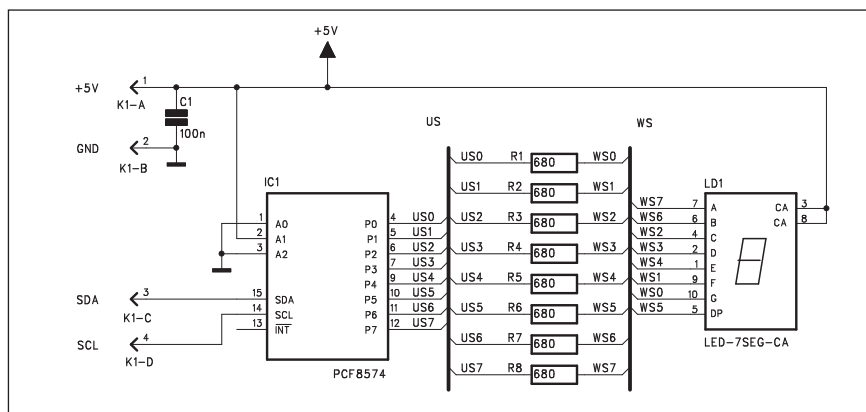 +5V
+5V
1
K1-A
C1
100n
GND
2
K1-B
US
WS
US0 R1 680 WS0
US1 R2 680 WS1
US2 R3 680 WS2
US3 R4 680 WS3
US4 R5 680 WS4
US5 R6 680 WS5
US6 R7 680 WS6
US7 R8 680 WS7
IC1
1 A0 P0 4 US0
2 A1 P1 5 US1
3 A2 P2 6 US2
P3 7 US3
P4 9 US4
P5 10 US5
15 SDA P6 11 US6
14 SCL P7 12 US7
13 INT
PCF8574
SDA
3
K1-C
SCL
4
K1-D
LD1
WS7 7 A CA 3
WS6 6 B CA 8
WS2 4 C
WS3 2 D
WS4 1 E
WS1 9 F
WS0 10 G
WS5 5 DP
LED-7SEG-CA